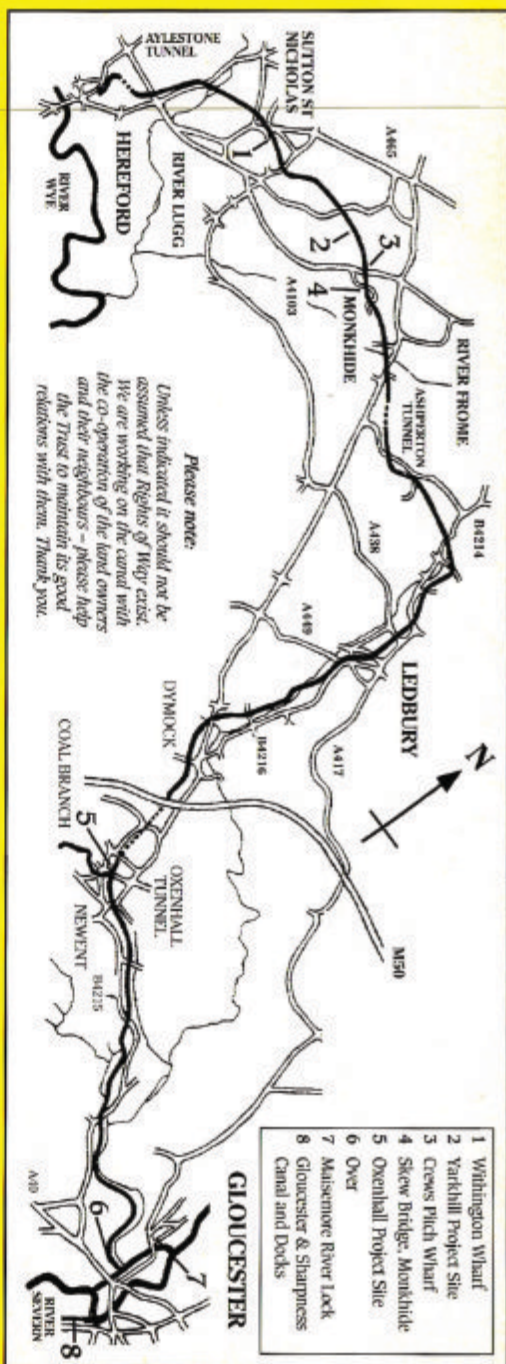 AYLESTONE
TUNNEL
SUTTON ST
NICHOLAS
A465
1
HEREFORD
RIVER LUGG
RIVER
WYE
2
3
4
MONKHIDE
A4103
RIVER FROME
ASHPERTON
TUNNEL
B4214
A438
A449
LEDBURY
N
Please note:
Unless indicated it should not be
assumed that Rights of Way exist.
We are working on the canal with
the co-operation of the land owners
and their neighbours – please help
the Trust to maintain its good
relations with them. Thank you.
DYMOCK
B4216
A417
M50
COAL BRANCH
5
OXENHALL
TUNNEL
NEWENT
B4215
A40
6
GLOUCESTER
7
RIVER
SEVERN
8
1 Withington Wharf
2 Yarkhill Project Site
3 Crews Pitch Wharf
4 Skew Bridge, Monkhide
5 Oxenhall Project Site
6 Over
7 Maisemore River Lock
8 Gloucester & Sharpness
Canal and Docks